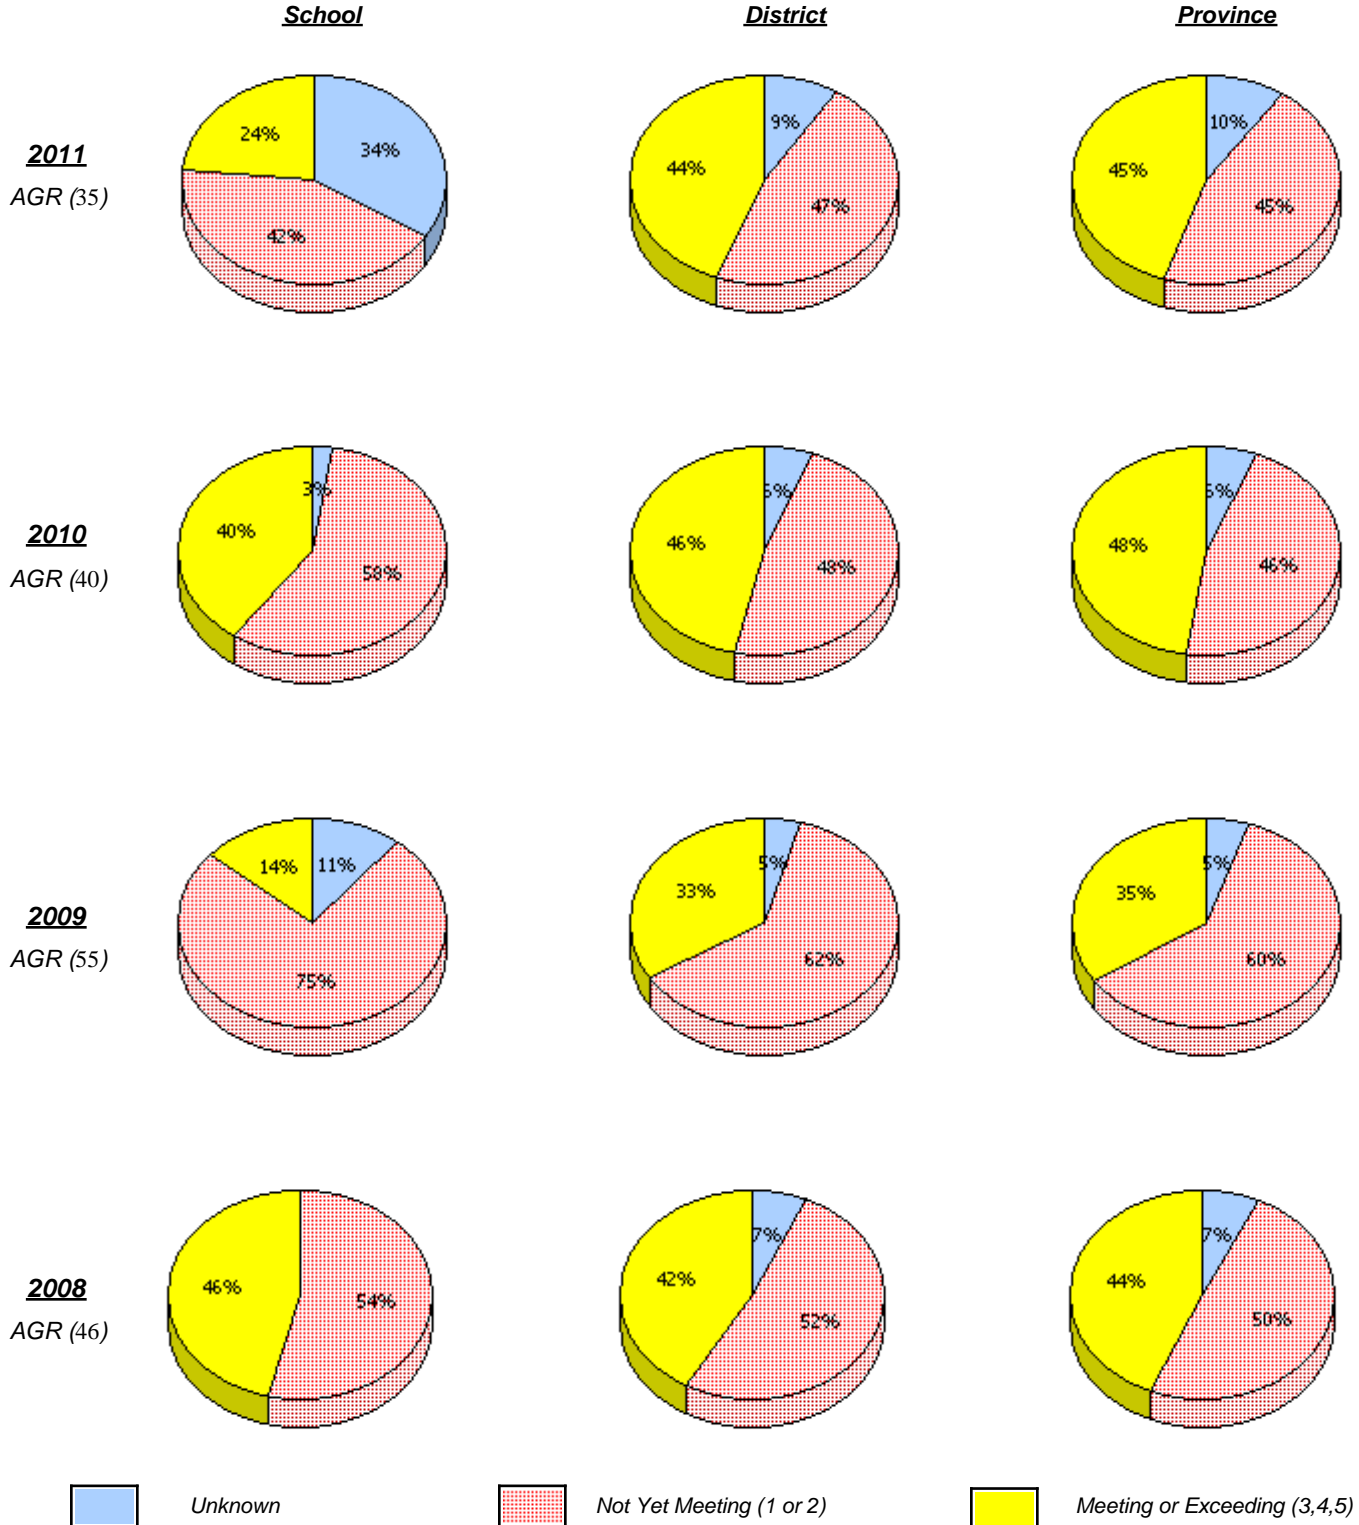 School District Province
24% 34% 44% 9% 47% 45% 10% 45%
2011
AGR (35)
42%
3% 6% 6%
40% 46% 48%
2010
AGR (40)
58% 48% 46%
14% 11% 5% 5%
33% 35%
2009
AGR (55)
75% 62% 60%
7% 7%
46% 42% 44%
2008
54% 52% 50%
AGR (46)
Unknown Not Yet Meeting (1 or 2) Meeting or Exceeding (3,4,5)